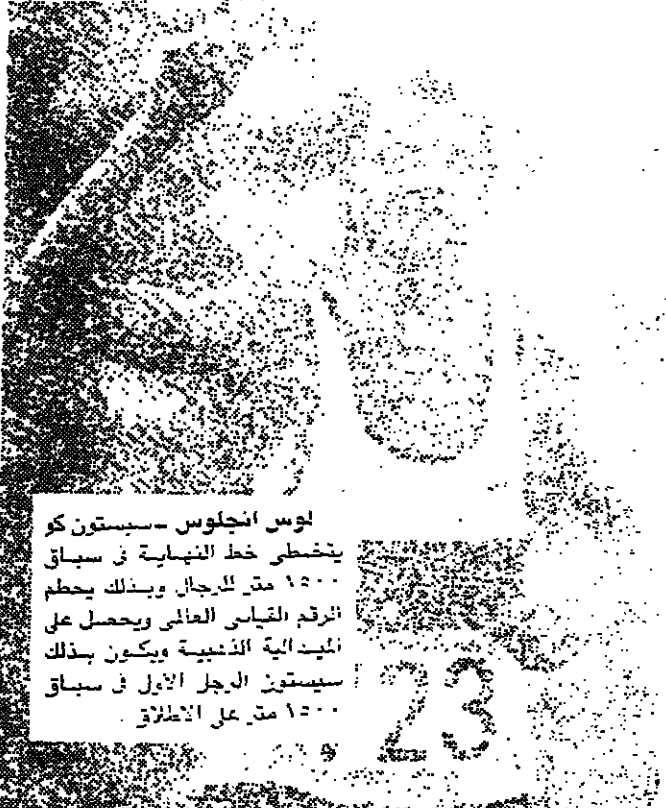 لوس انجلوس - سبستون كو
يتخطى خط النهاية في سباق
١٥٠٠ متر للرجال وبذلك يحطم
الرقم القياسي العالمي ويحصل على
الميدالية الذهبية ويكون بذلك
سيستون الرجل الاول في سباق
١٥٠٠ متر على الاطلاق .
23